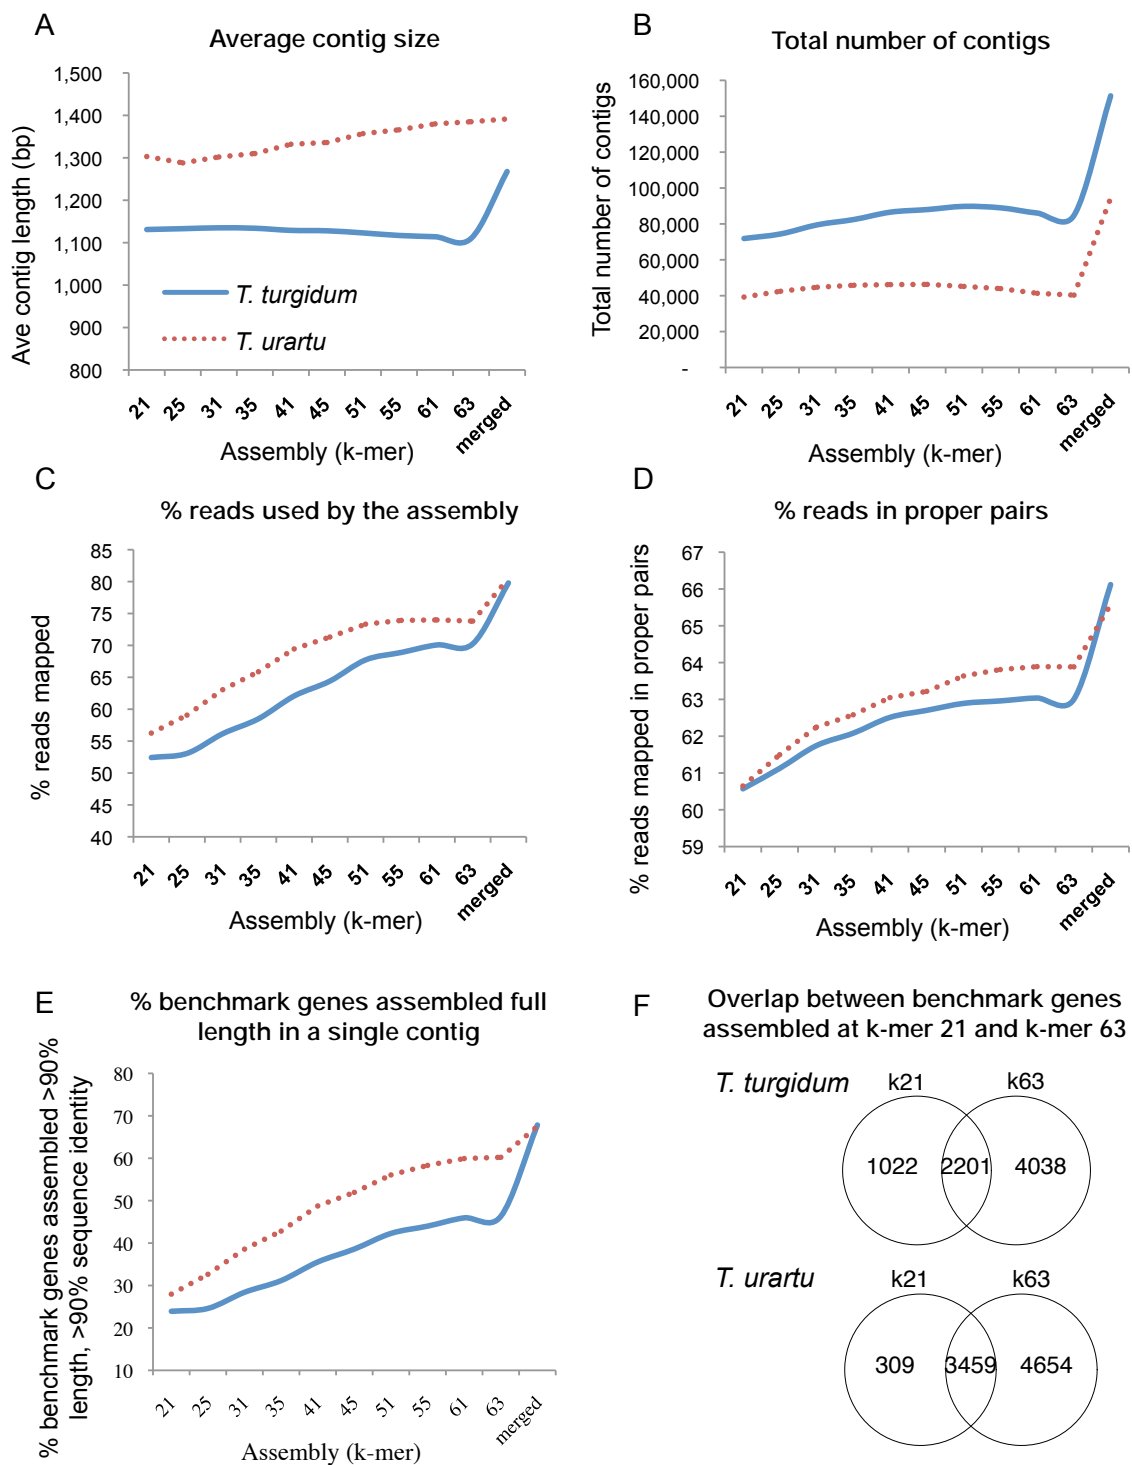 A
Average contig size
Ave contig length (bp)
1,500
1,400
1,300
1,200
1,100
1,000
900
800
T. turgidum
T. urartu
21 25 31 35 41 45 51 55 61 63 merged
Assembly (k-mer)
B
Total number of contigs
Total number of contigs
160,000
140,000
120,000
100,000
80,000
60,000
40,000
20,000
-
21 25 31 35 41 45 51 55 61 63 merged
Assembly (k-mer)
C
% reads used by the assembly
% reads mapped
85
80
75
70
65
60
55
50
45
40
21 25 31 35 41 45 51 55 61 63 merged
Assembly (k-mer)
D
% reads in proper pairs
% reads mapped in proper pairs
67
66
65
64
63
62
61
60
59
21 25 31 35 41 45 51 55 61 63 merged
Assembly (k-mer)
E
% benchmark genes assembled full
length in a single contig
% benchmark genes assembled >90%
length, >90% sequence identity
80
70
60
50
40
30
20
10
21 25 31 35 41 45 51 55 61 63 merged
Assembly (k-mer)
F
Overlap between benchmark genes
assembled at k-mer 21 and k-mer 63
T. turgidum
k21 k63
1022 2201 4038
T. urartu
k21 k63
309 3459 4654